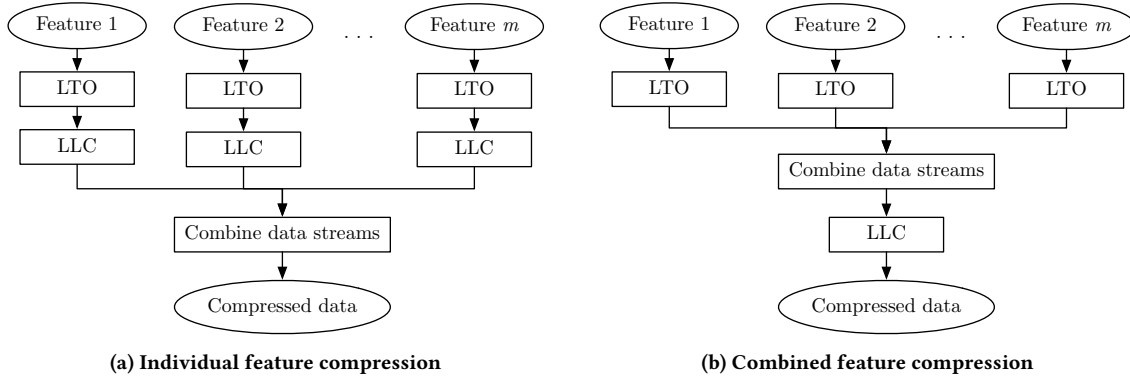 Feature 1 Feature 2 . . . Feature m
LTO LTO LTO
LLC LLC LLC
Combine data streams
Compressed data
(a) Individual feature compression
Feature 1 Feature 2 . . . Feature m
LTO LTO LTO
Combine data streams
LLC
Compressed data
(b) Combined feature compression